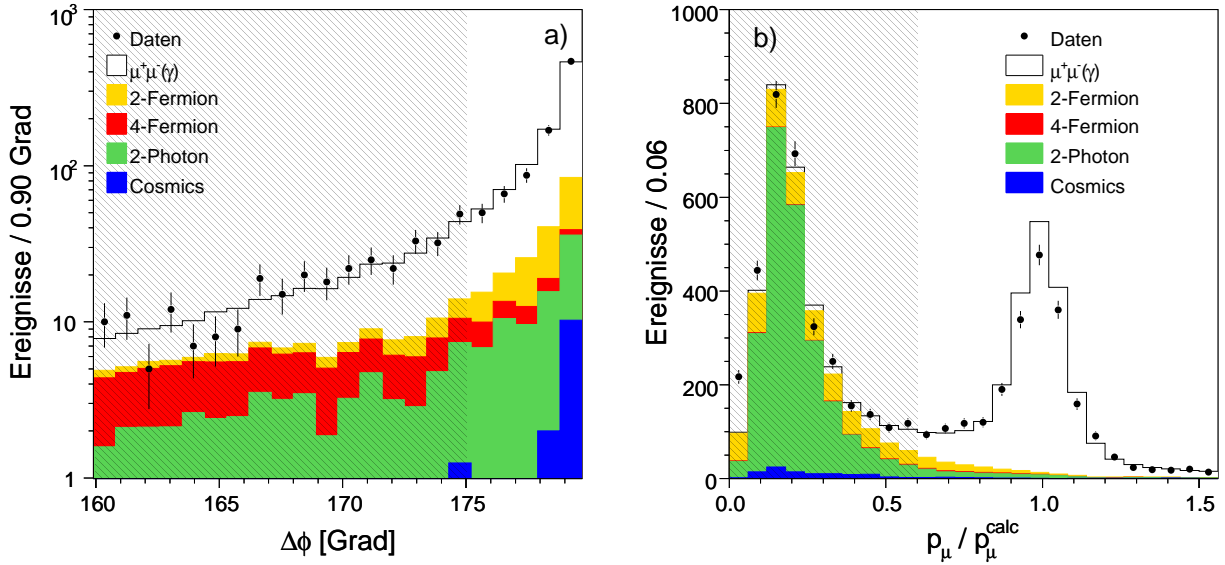 a)
Daten
μ⁺μ⁻(γ)
2-Fermion
4-Fermion
2-Photon
Cosmics
Ereignisse / 0.90 Grad
10³
10²
10
1
160
165
170
175
Δϕ [Grad]
b)
Daten
μ⁺μ⁻(γ)
2-Fermion
4-Fermion
2-Photon
Cosmics
Ereignisse / 0.06
1000
800
600
400
200
0
0.0
0.5
1.0
1.5
p_μ / p_μ^calc